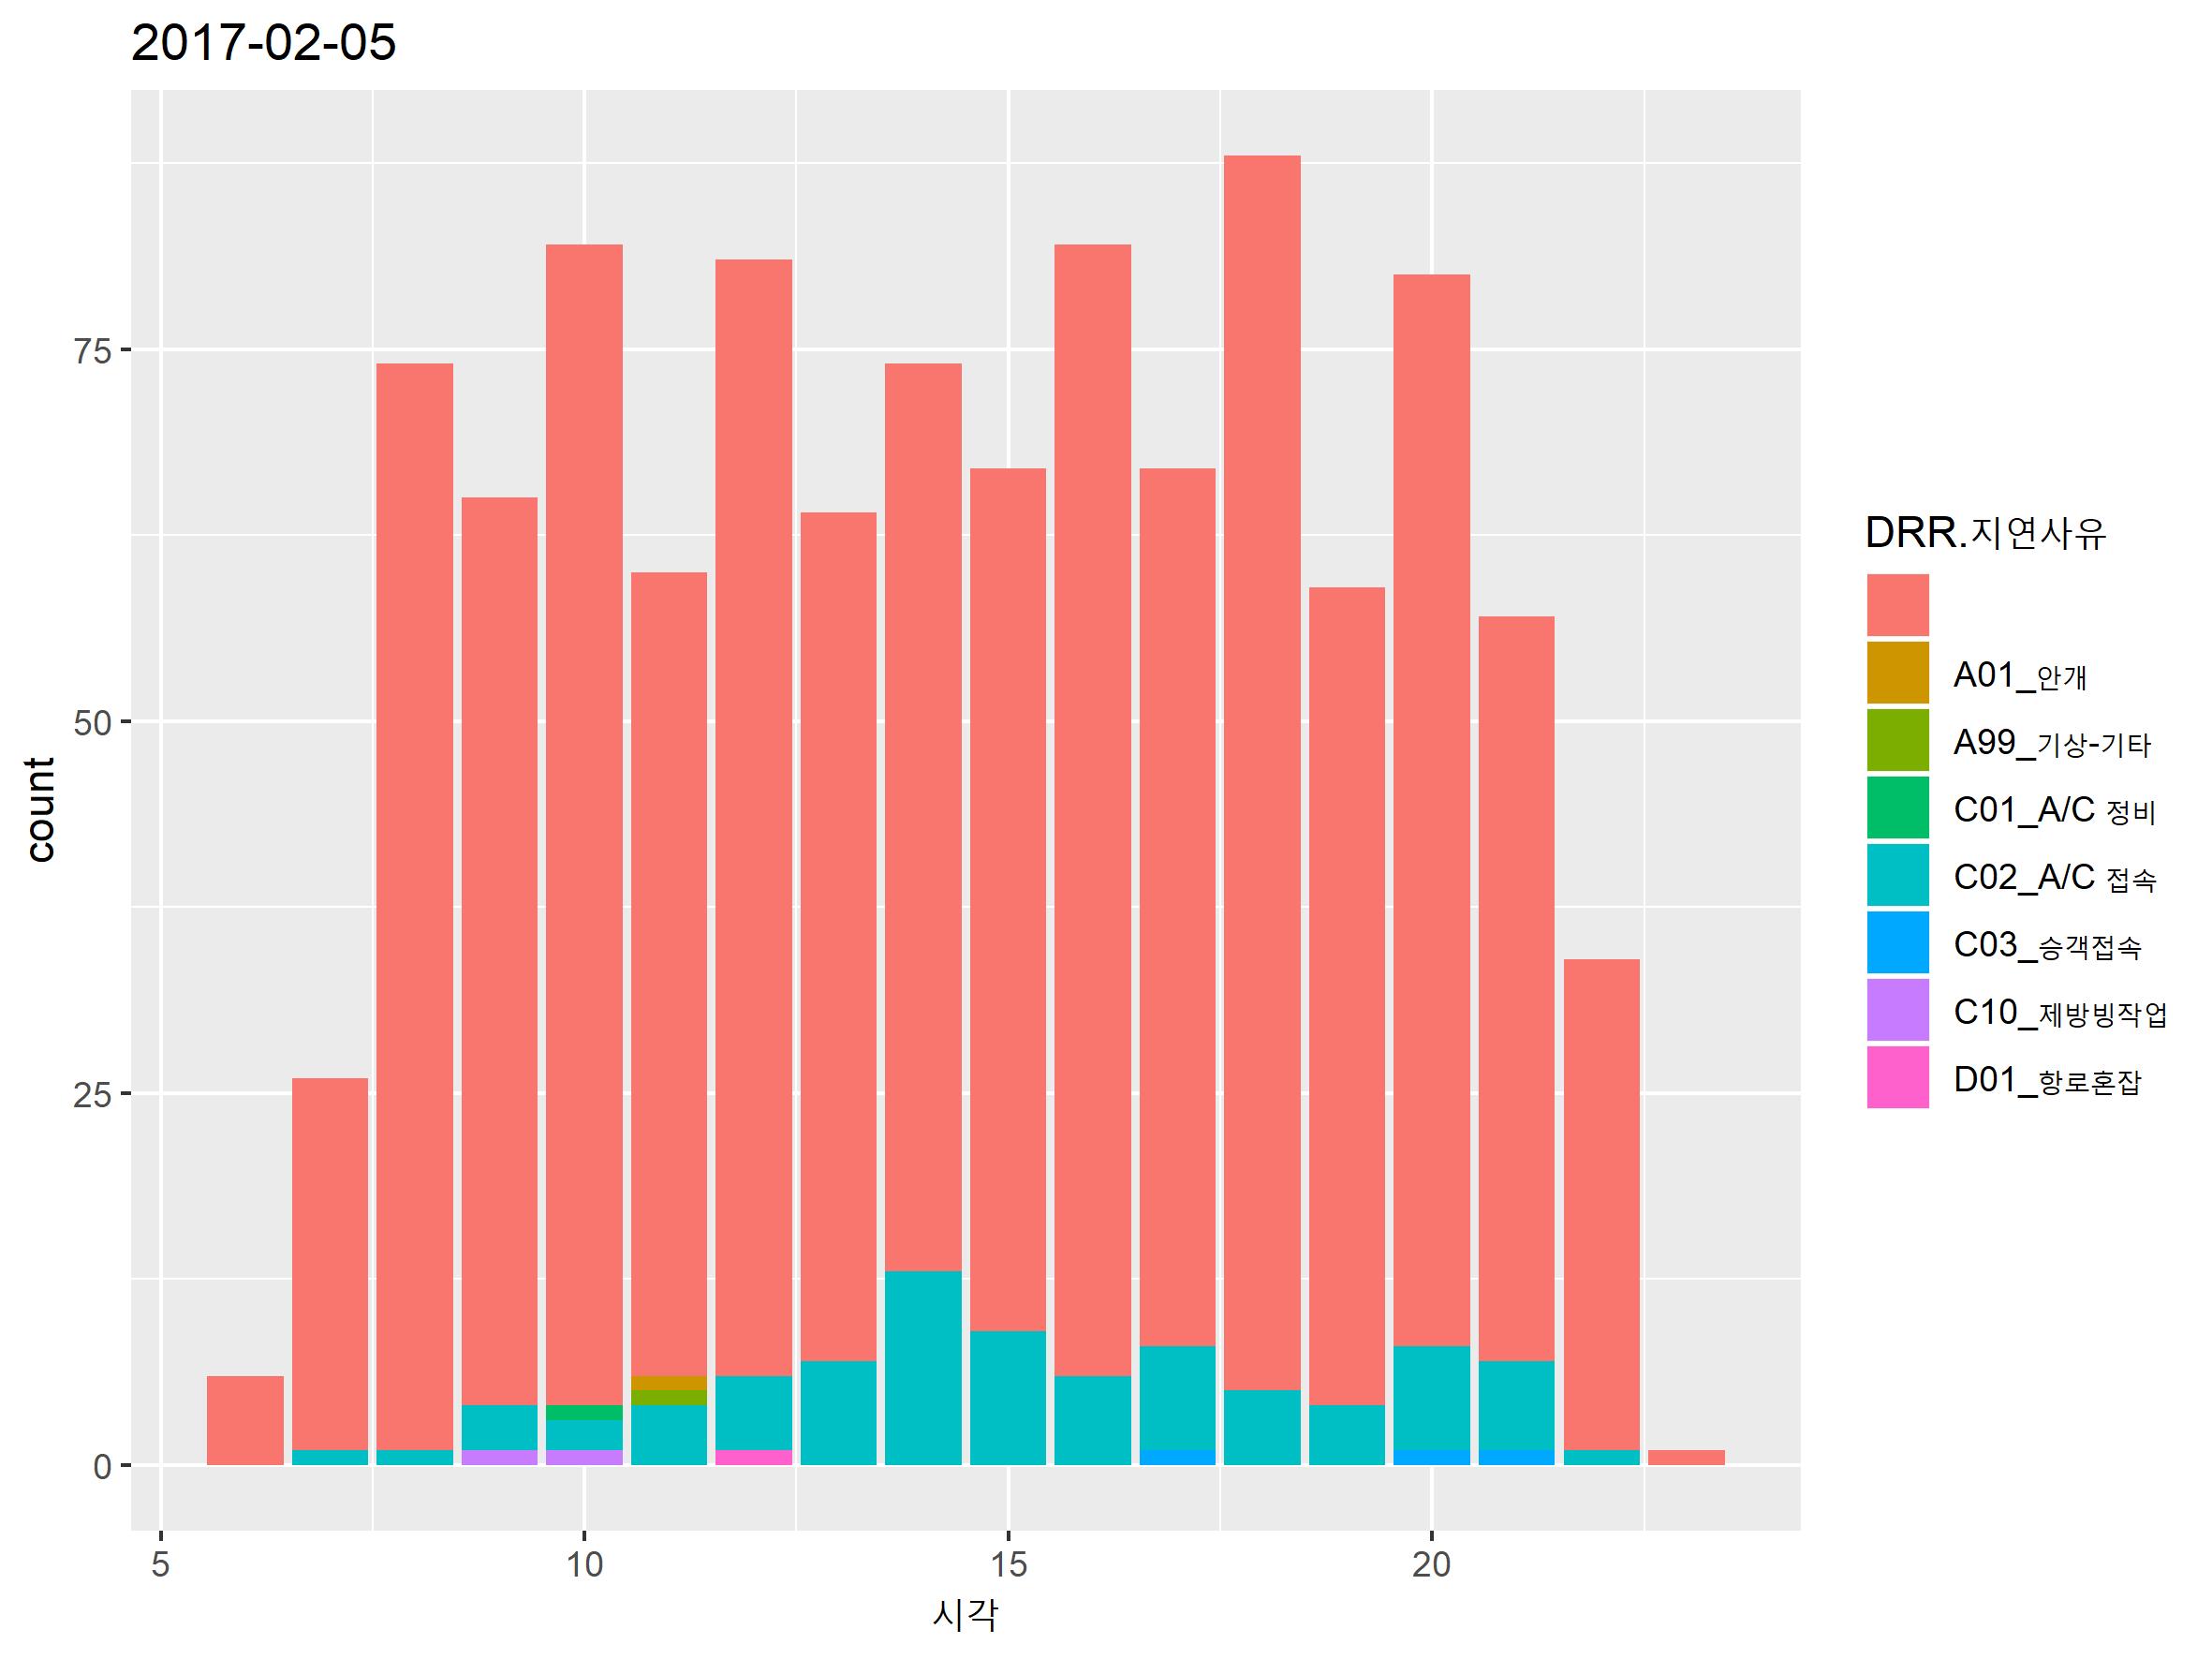 2017-02-05
count
75
50
25
0
5 10 15 20
시각
DRR.지연사유
A01_안개
A99_기상-기타
C01_A/C 정비
C02_A/C 접속
C03_승객접속
C10_제방빙작업
D01_항로혼잡